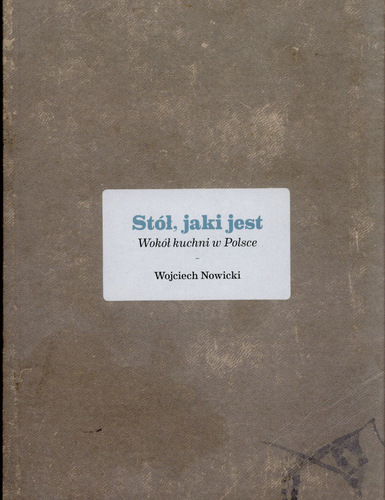 Stół, jaki jest
Wokół kuchni w Polsce
-
Wojciech Nowicki